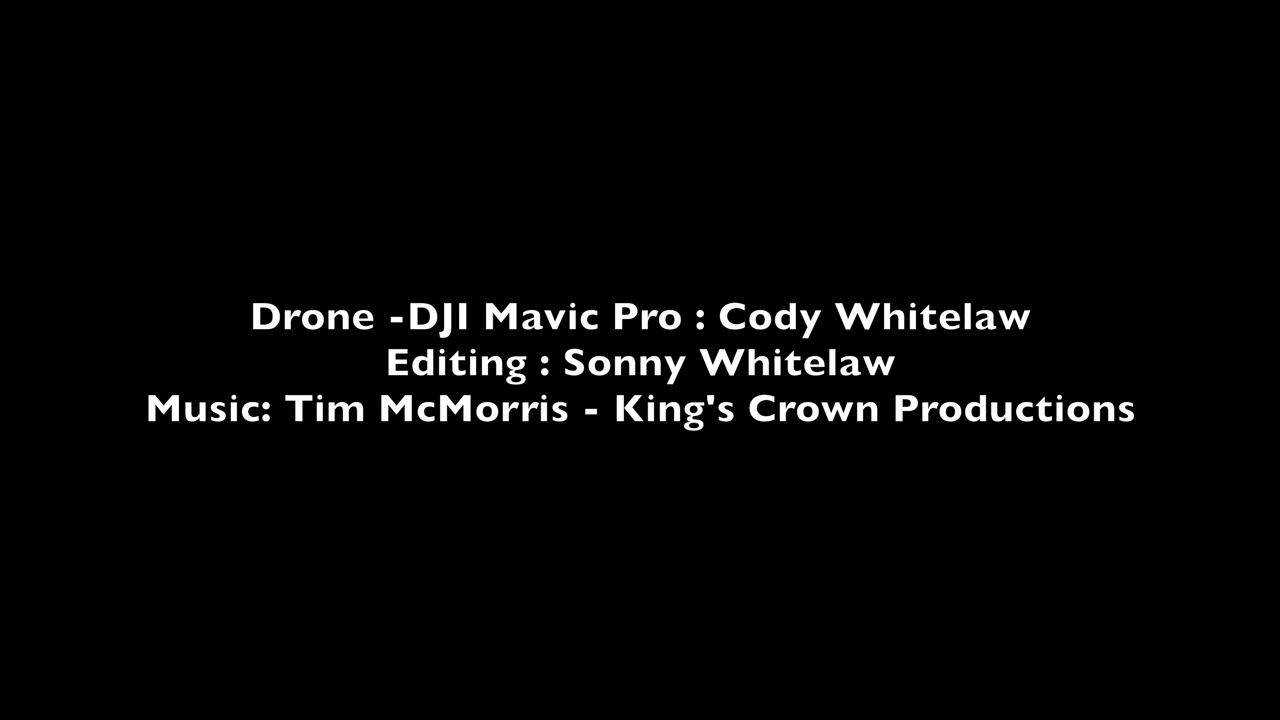 Drone -DJI Mavic Pro : Cody Whitelaw
Editing : Sonny Whitelaw
Music: Tim McMorris - King's Crown Productions